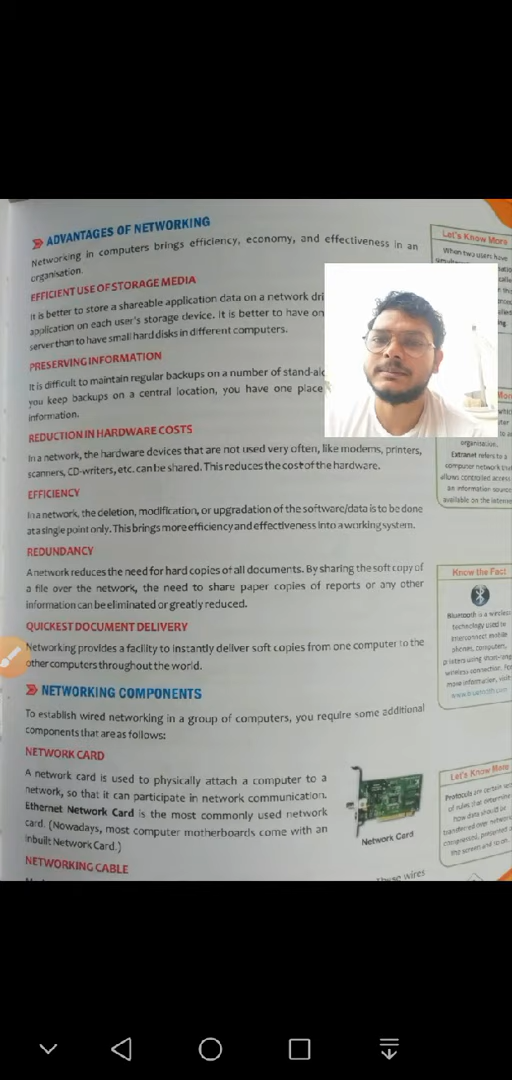 ADVANTAGES OF NETWORKING
Networking in computers brings efficiency, economy, and effectiveness in an
organisation.
EFFICIENT USE OF STORAGE MEDIA
It is better to store a shareable application data on a network dri
application on each user's storage device. It is better to have on
server than to have small hard disks in different computers.
PRESERVING INFORMATION
It is difficult to maintain regular backups on a number of stand-alo
you keep backups on a central location, you have one place
information.
REDUCTION IN HARDWARE COSTS
In a network, the hardware devices that are not used very often, like modems, printers,
scanners, CD-writers, etc. can be shared. This reduces the cost of the hardware.
EFFICIENCY
In a network, the deletion, modification, or upgradation of the software/data is to be done
at a single point only. This brings more efficiency and effectiveness into a working system.
REDUNDANCY
A network reduces the need for hard copies of all documents. By sharing the soft copy of
a file over the network, the need to share paper copies of reports or any other
information can be eliminated or greatly reduced.
QUICKEST DOCUMENT DELIVERY
Networking provides a facility to instantly deliver soft copies from one computer to the
other computers throughout the world.
NETWORKING COMPONENTS
To establish wired networking in a group of computers, you require some additional
components that are as follows:
NETWORK CARD
A network card is used to physically attach a computer to a
network, so that it can participate in network communication.
Ethernet Network Card is the most commonly used network
card. (Nowadays, most computer motherboards come with an
inbuilt Network Card.)
Network Card
NETWORKING CABLE
These wires
Let's Know More
When two users have
organisation.
Extranet refers to a
computer network that
allows controlled access
an information source
available on the internet
Know the Fact
Bluetooth is a wireless
technology used to
interconnect mobile
phones, computers,
printers using short-range
wireless connection. For
more information, visit
www.bluetooth.com
Let's Know More
Protocols are certain set
of rules that determine
how data should be
transferred over network,
compressed, presented on
the screen and so on.